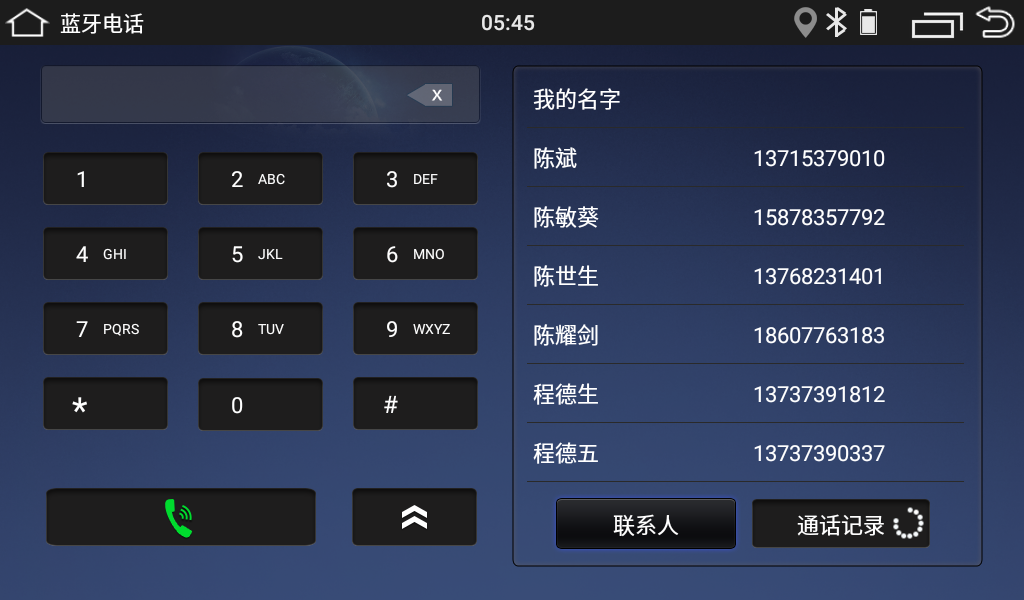 蓝牙电话 05:45
X
1
2 ABC
3 DEF
4 GHI
5 JKL
6 MNO
7 PQRS
8 TUV
9 WXYZ
*
0
#
我的名字
陈斌 13715379010
陈敏葵 15878357792
陈世生 13768231401
陈耀剑 18607763183
程德生 13737391812
程德五 13737390337
联系人 通话记录